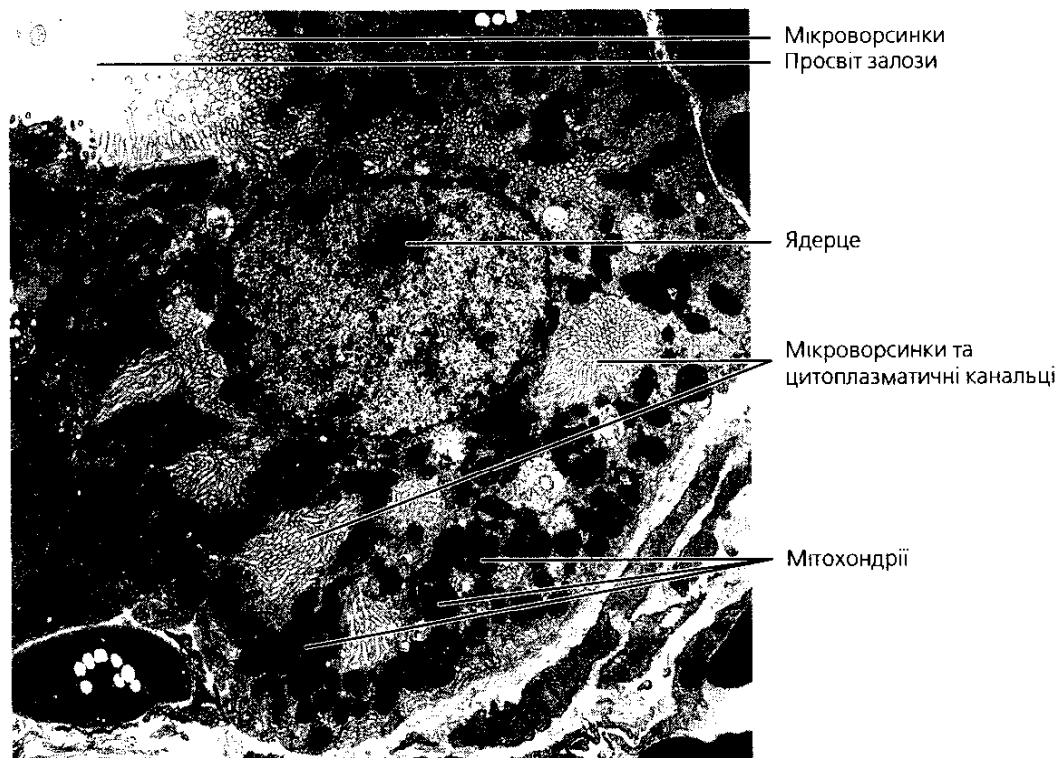 Мікроворсинки
Просвіт залози
Ядерце
Мікроворсинки та
цитоплазматичні канальці
Мітохондрії